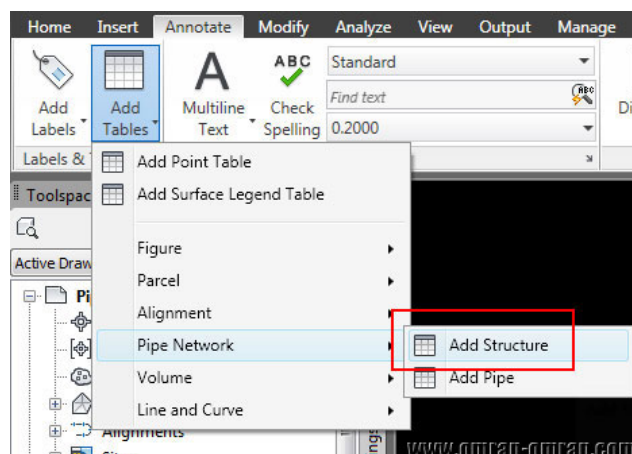 Home Insert Annotate Modify Analyze View Output Manage
ABC
Standard
Find text
ABC
Add Labels
Add Tables
Multiline Text
Check Spelling
0.2000
Labels &
Add Point Table
Add Surface Legend Table
Toolspac
Active Draw
Figure
Parcel
Alignment
Pipe Network
Add Structure
Volume
Add Pipe
Line and Curve
Alignments
www.omran-omran.com